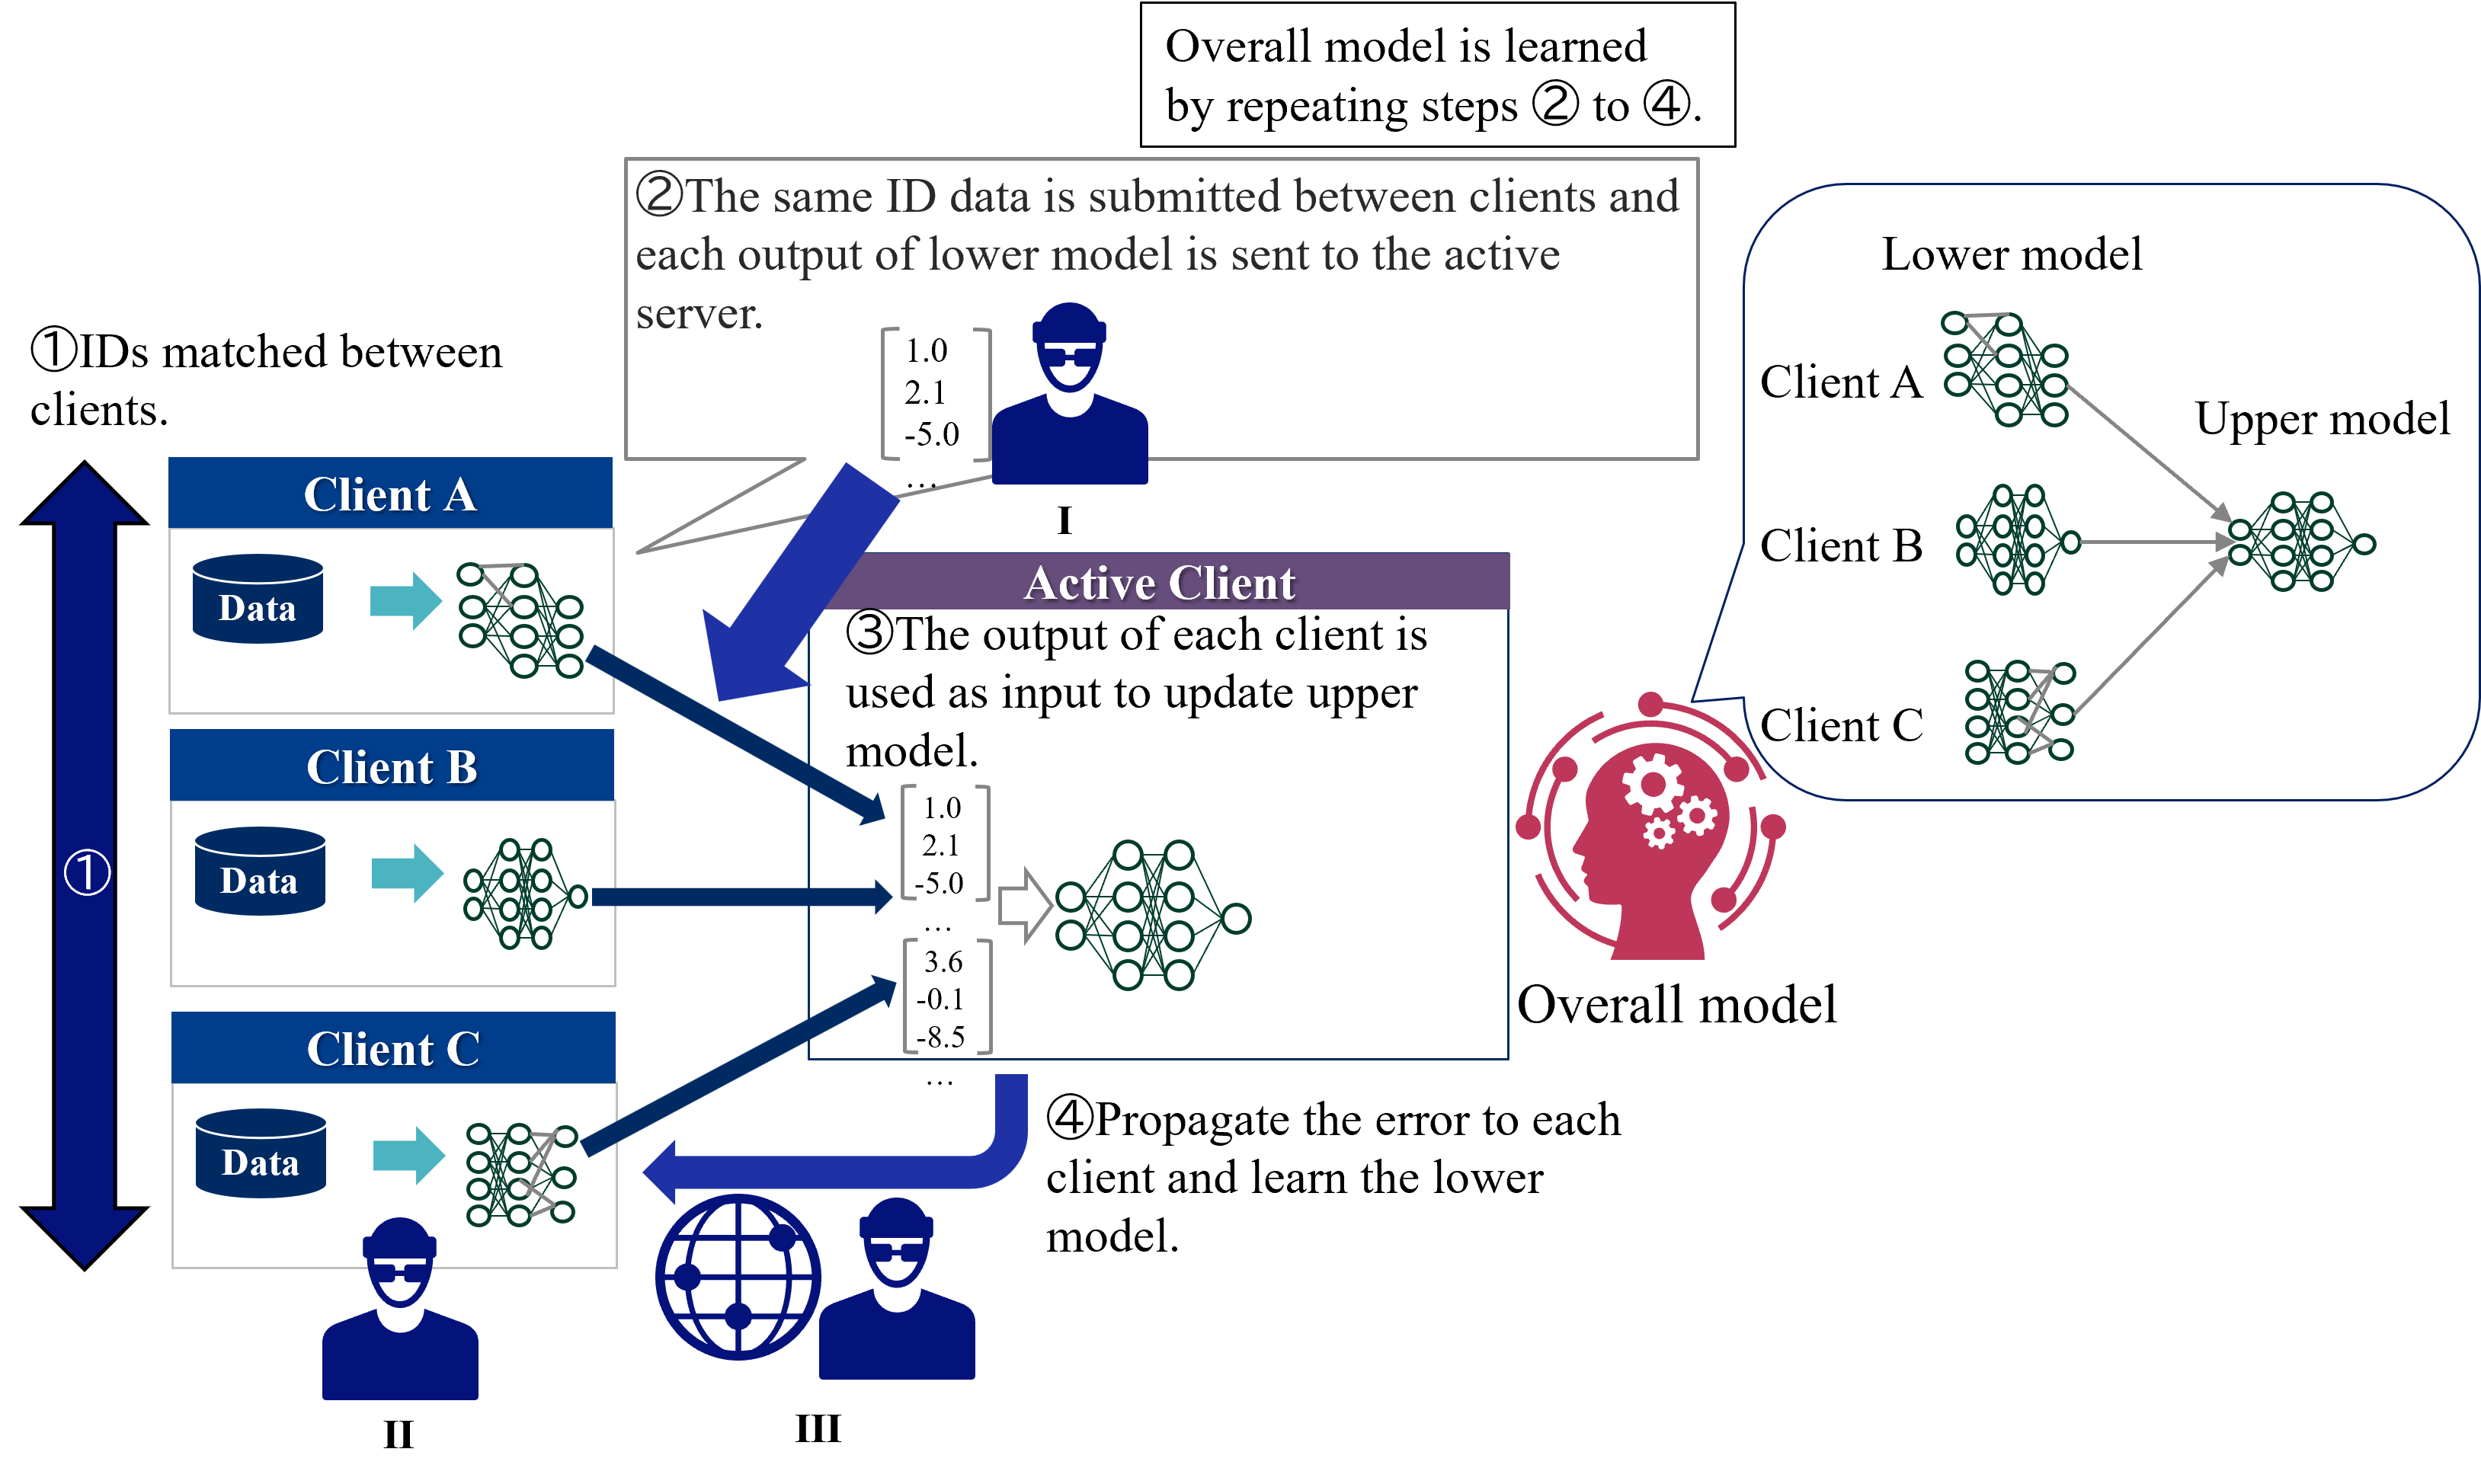 Overall model is learned
by repeating steps ② to ④.
②The same ID data is submitted between clients and
each output of lower model is sent to the active
server.
1.0
2.1
-5.0
…
I
①IDs matched between
clients.
①
Client A
Data
Client B
Data
Client C
Data
II
Active Client
③The output of each client is
used as input to update upper
model.
1.0
2.1
-5.0
…
3.6
-0.1
-8.5
…
④Propagate the error to each
client and learn the lower
model.
III
Overall model
Lower model
Client A
Upper model
Client B
Client C